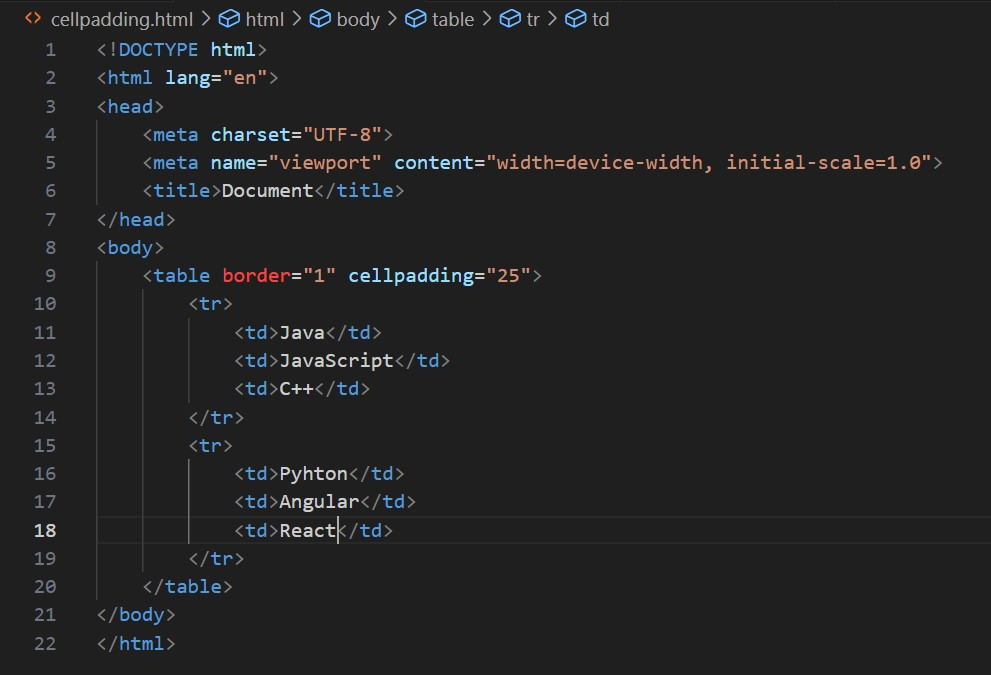 cellpadding.html > html > body > table > tr > td
1 <!DOCTYPE html>
2 <html lang="en">
3 <head>
4     <meta charset="UTF-8">
5     <meta name="viewport" content="width=device-width, initial-scale=1.0">
6     <title>Document</title>
7 </head>
8 <body>
9     <table border="1" cellpadding="25">
10         <tr>
11             <td>Java</td>
12             <td>JavaScript</td>
13             <td>C++</td>
14         </tr>
15         <tr>
16             <td>Pyhton</td>
17             <td>Angular</td>
18             <td>React</td>
19         </tr>
20     </table>
21 </body>
22 </html>